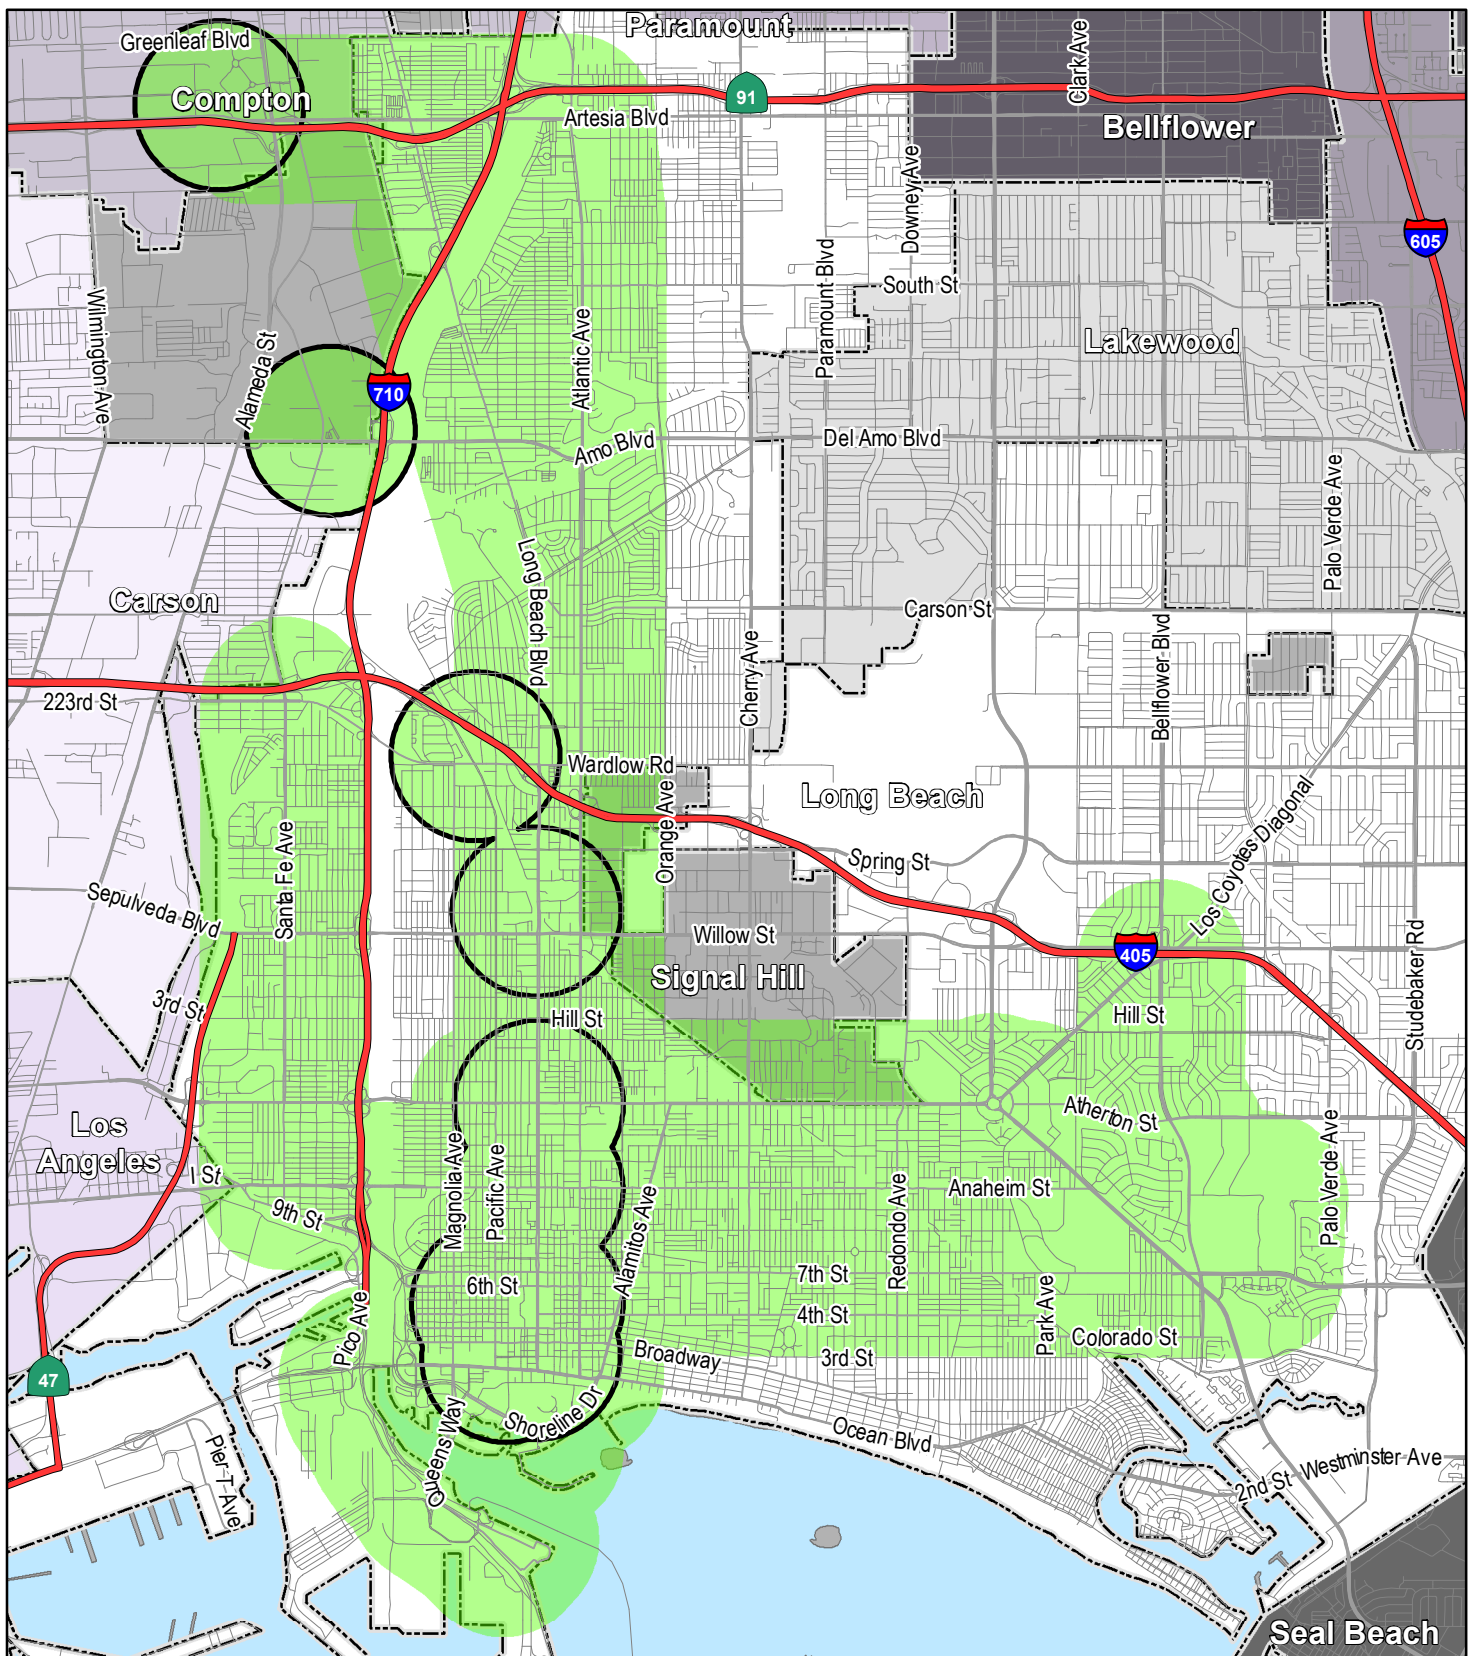 Paramount
Greenleaf Blvd
Clark Ave
Compton
91
Artesia Blvd
Bellflower
Downey Ave
605
Paramount Blvd
South St
Wilmington Ave
Alameda St
Atlantic Ave
Lakewood
710
Amo Blvd
Del Amo Blvd
Palo Verde Ave
Long Beach Blvd
Carson
Carson St
Cherry Ave
Bellflower Blvd
223rd St
Wardlow Rd
Long Beach
Orange Ave
Los Coyotes Diagonal
Santa Fe Ave
Spring St
Sepulveda Blvd
Willow St
405
Studebaker Rd
Signal Hill
3rd St
Hill St
Hill St
Los
Angeles
Atherton St
Palo Verde Ave
Magnolia Ave
Pacific Ave
I St
Alamitos Ave
Redondo Ave
Anaheim St
9th St
6th St
7th St
4th St
Park Ave
Pico Ave
Colorado St
Broadway
3rd St
47
Shoreline Dr
Queens Way
Ocean Blvd
Pier T Ave
Westminster Ave
2nd St
Seal Beach